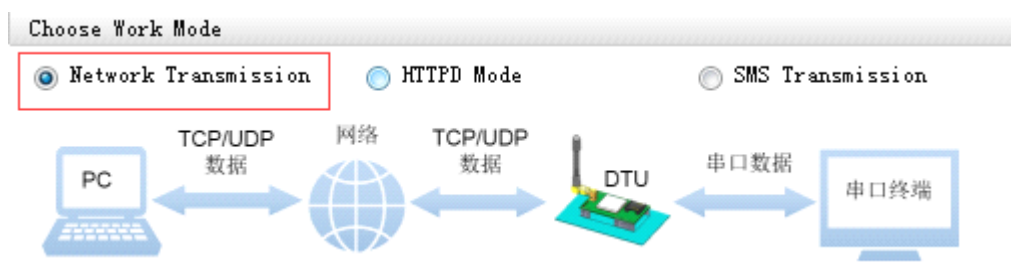 Choose Work Mode
Network Transmission HTTPD Mode SMS Transmission
TCP/UDP 网络 TCP/UDP
数据 数据 串口数据
PC DTU 串口终端